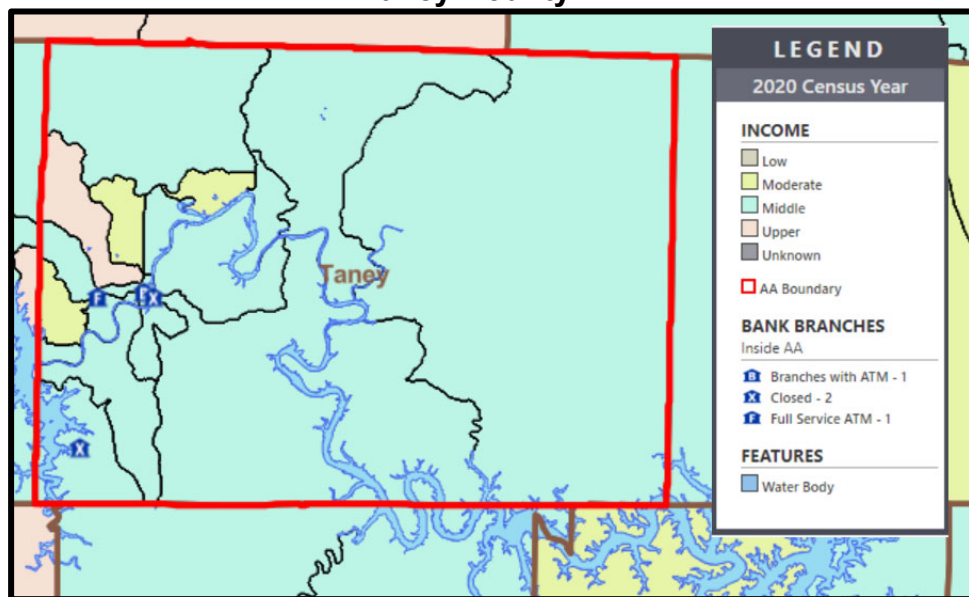 LEGEND
2020 Census Year
INCOME
Low
Moderate
Middle
Upper
Unknown
AA Boundary
BANK BRANCHES
Inside AA
B Branches with ATM - 1
X Closed - 2
F Full Service ATM - 1
FEATURES
Water Body
Taney
F
X
X